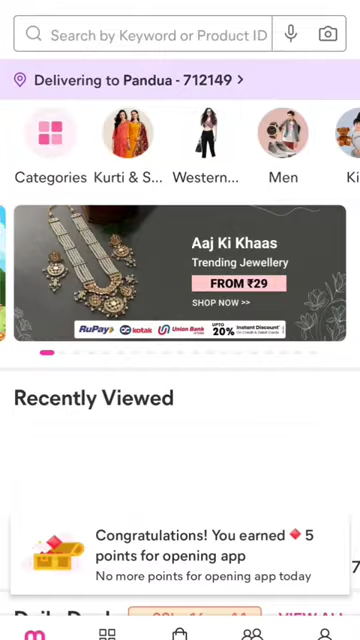 Search by Keyword or Product ID
Delivering to Pandua - 712149
Categories Kurti & S... Western... Men Ki
Aaj Ki Khaas
Trending Jewellery
FROM ₹29
SHOP NOW >>
RuPay kotak Union Bank UPTO 20% Instant Discount*
Recently Viewed
Congratulations! You earned 5
points for opening app
No more points for opening app today
VIEW ALL